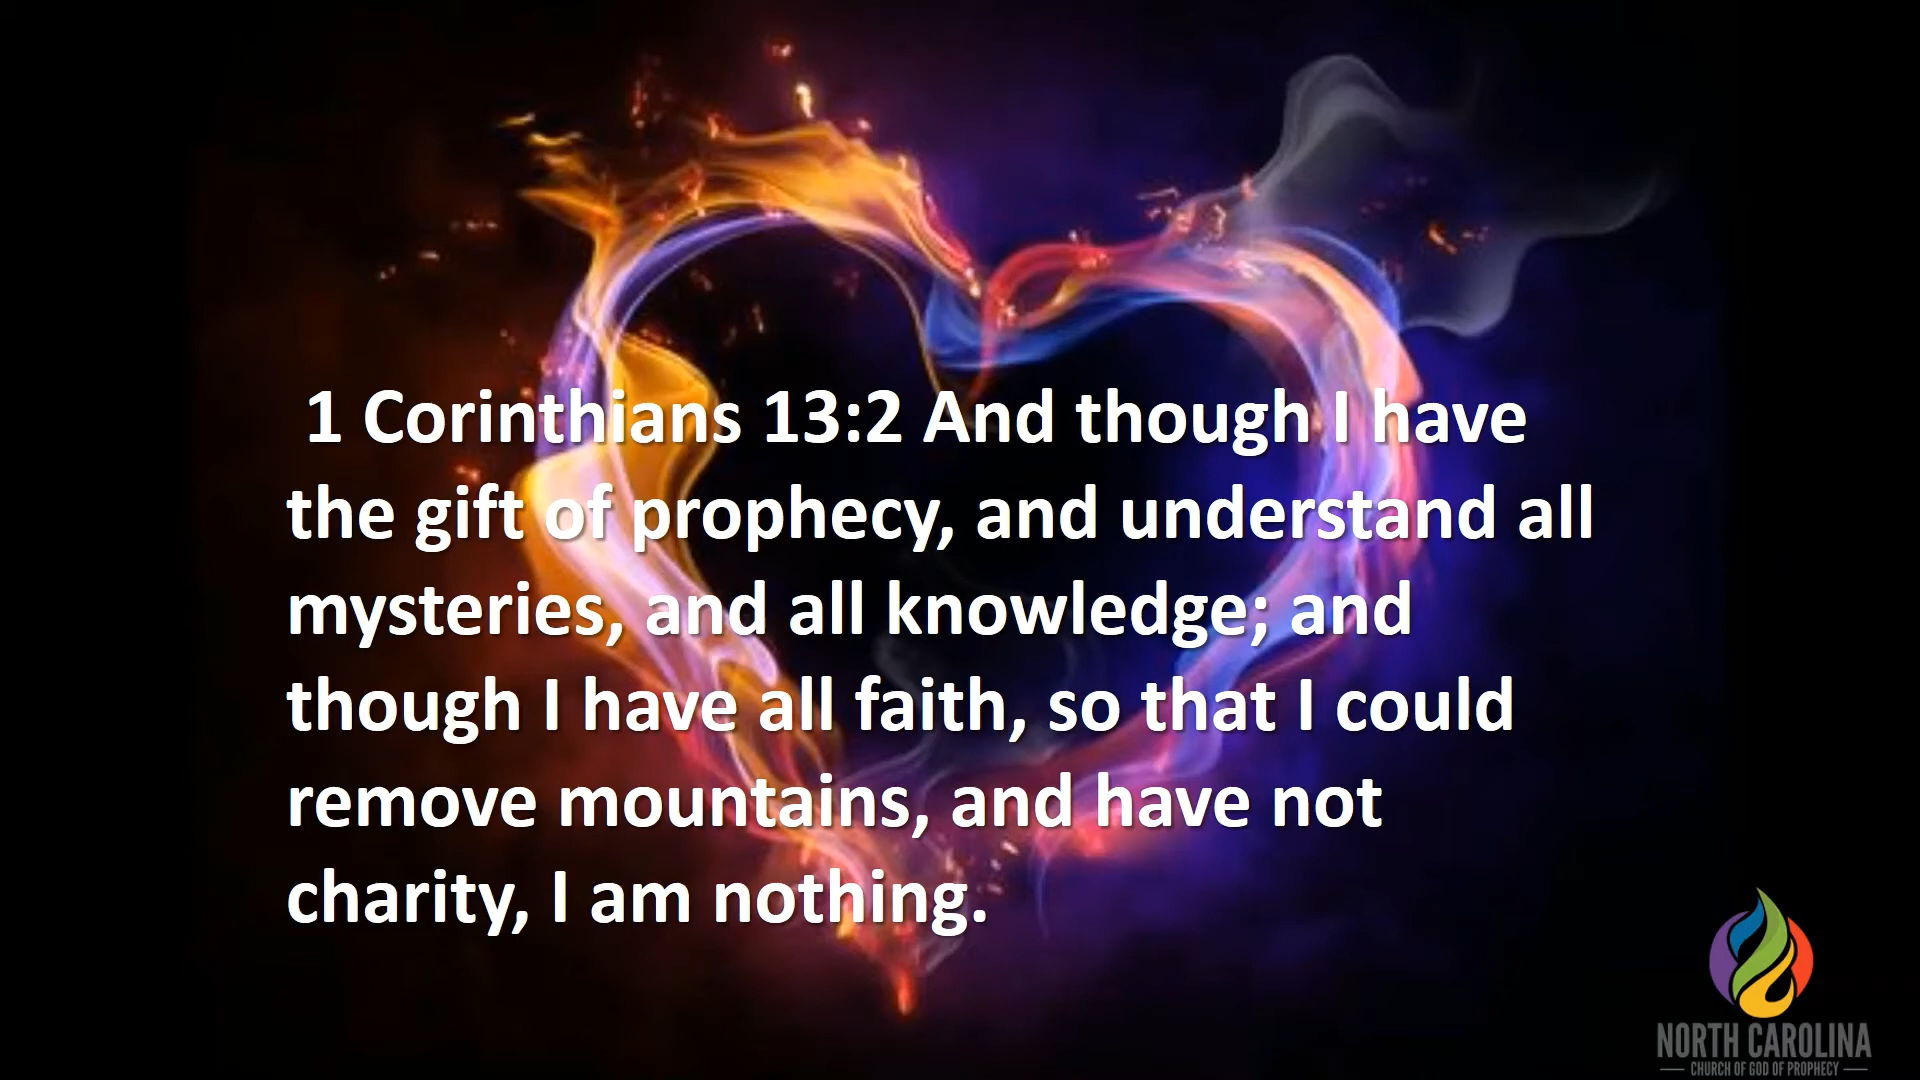 1 Corinthians 13:2 And though I have
the gift of prophecy, and understand all
mysteries, and all knowledge; and
though I have all faith, so that I could
remove mountains, and have not
charity, I am nothing.
NORTH CAROLINA
CHURCH OF GOD OF PROPHECY